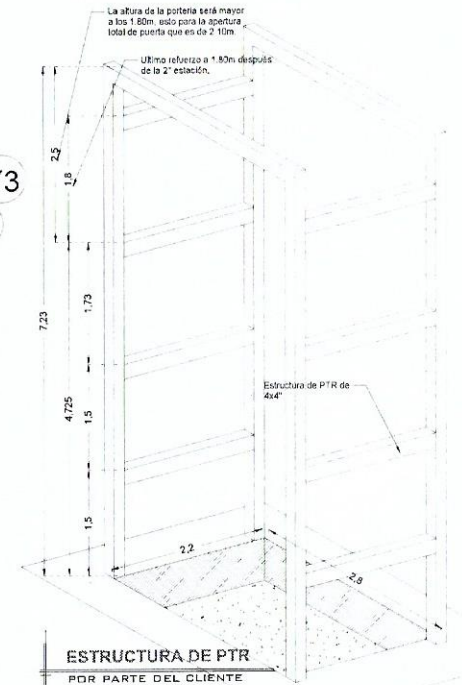 La altura de la portería será mayor
a los 1.80m, esto para la apertura
total de puerta que es de 2.10m.
Ultimo refuerzo a 1.80m después
de la 2ª estación.
/3
2,5
1,8
7,23
1,73
4,725
1,5
1,5
Estructura de PTR de
4x4"
2,2
2,8
ESTRUCTURA DE PTR
POR PARTE DEL CLIENTE